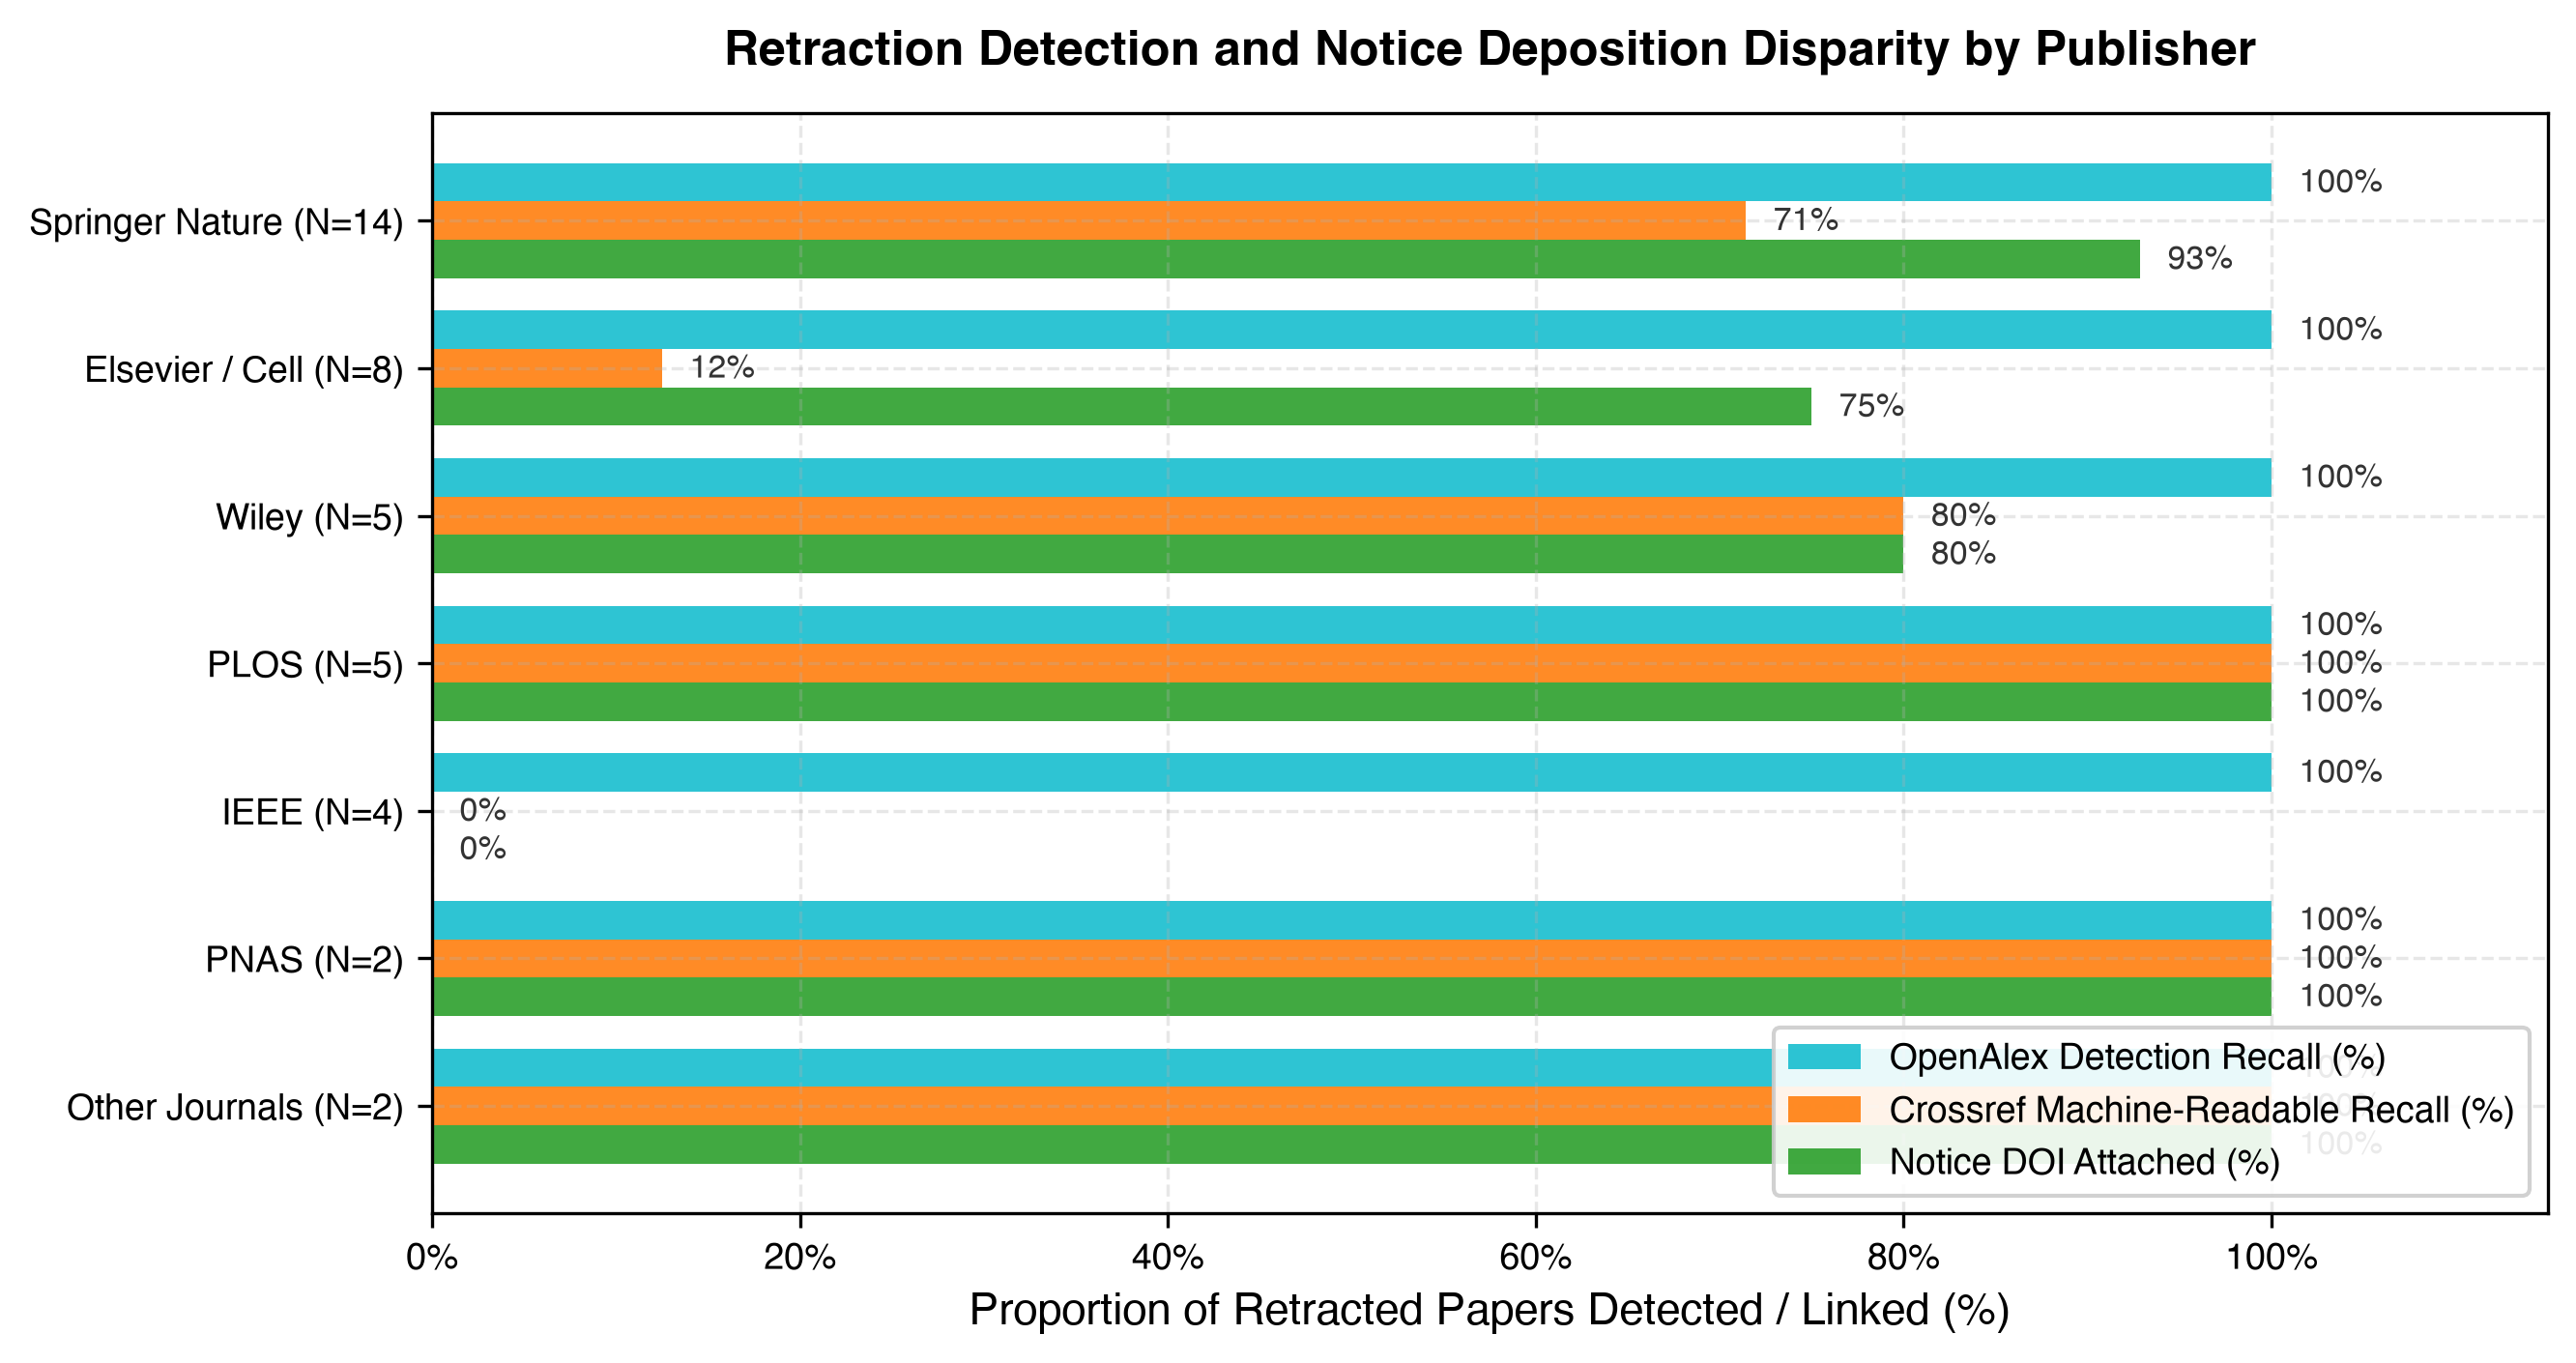 Retraction Detection and Notice Deposition Disparity by Publisher
Springer Nature (N=14)
100%
71%
93%
Elsevier / Cell (N=8)
100%
12%
75%
Wiley (N=5)
100%
80%
80%
PLOS (N=5)
100%
100%
100%
IEEE (N=4)
100%
0%
0%
PNAS (N=2)
100%
100%
100%
Other Journals (N=2)
100%
100%
100%
OpenAlex Detection Recall (%)
Crossref Machine-Readable Recall (%)
Notice DOI Attached (%)
0% 20% 40% 60% 80% 100%
Proportion of Retracted Papers Detected / Linked (%)